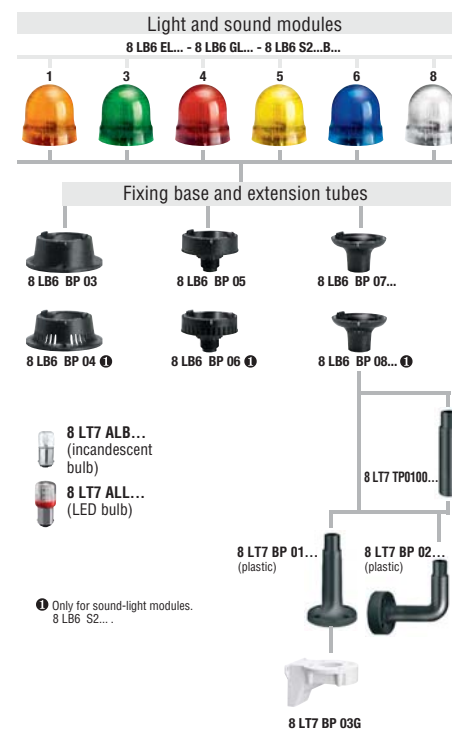 Light and sound modules
8 LB6 EL... - 8 LB6 GL... - 8 LB6 S2...B...
1 3 4 5 6 8
Fixing base and extension tubes
8 LB6 BP 03 8 LB6 BP 05 8 LB6 BP 07...
8 LB6 BP 04 ❶ 8 LB6 BP 06 ❶ 8 LB6 BP 08... ❶
8 LT7 ALB...
(incandescent
bulb)
8 LT7 ALL...
(LED bulb)
8 LT7 TP0100...
8 LT7 BP 01... 8 LT7 BP 02...
(plastic) (plastic)
❶ Only for sound-light modules.
8 LB6 S2... .
8 LT7 BP 03G